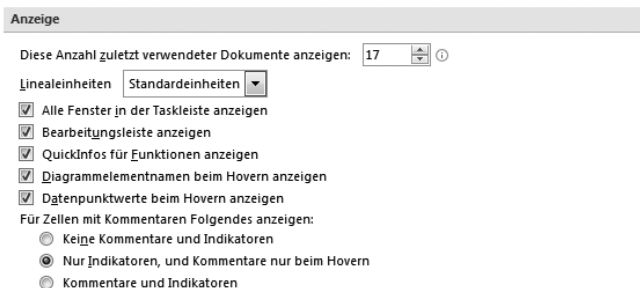 Anzeige
Diese Anzahl zuletzt verwendeter Dokumente anzeigen: 17
Linealeinheiten Standardeinheiten
Alle Fenster in der Taskleiste anzeigen
Bearbeitungsleiste anzeigen
QuickInfos für Funktionen anzeigen
Diagrammelementnamen beim Hovern anzeigen
Datenpunktwerte beim Hovern anzeigen
Für Zellen mit Kommentaren Folgendes anzeigen:
Keine Kommentare und Indikatoren
Nur Indikatoren, und Kommentare nur beim Hovern
Kommentare und Indikatoren